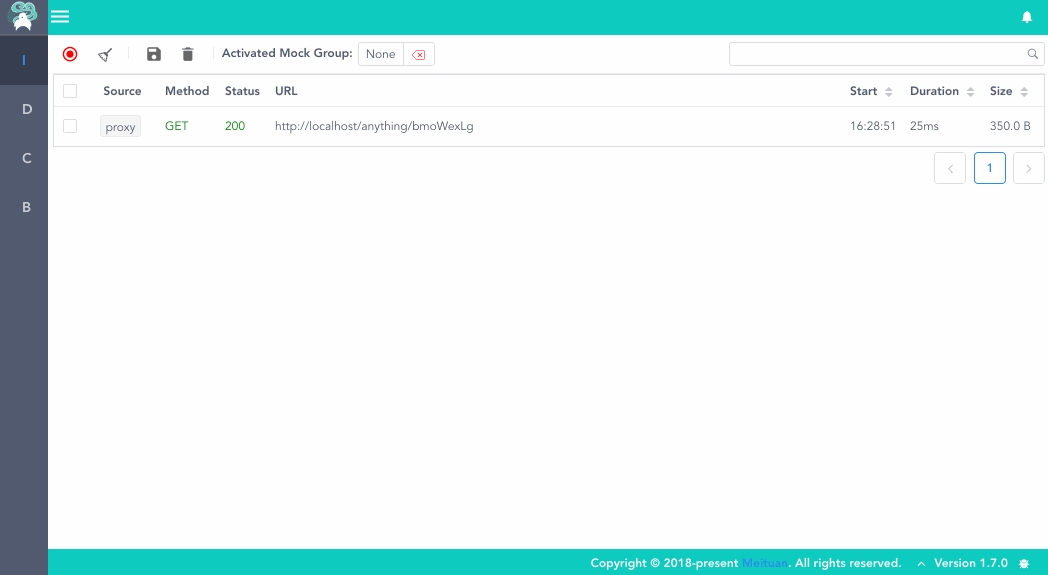 I
D
C
B
Activated Mock Group: None
Source Method Status URL Start Duration Size
proxy GET 200 http://localhost/anything/bmoWexLg 16:28:51 25ms 350.0 B
1
Copyright © 2018-present Meituan. All rights reserved. Version 1.7.0